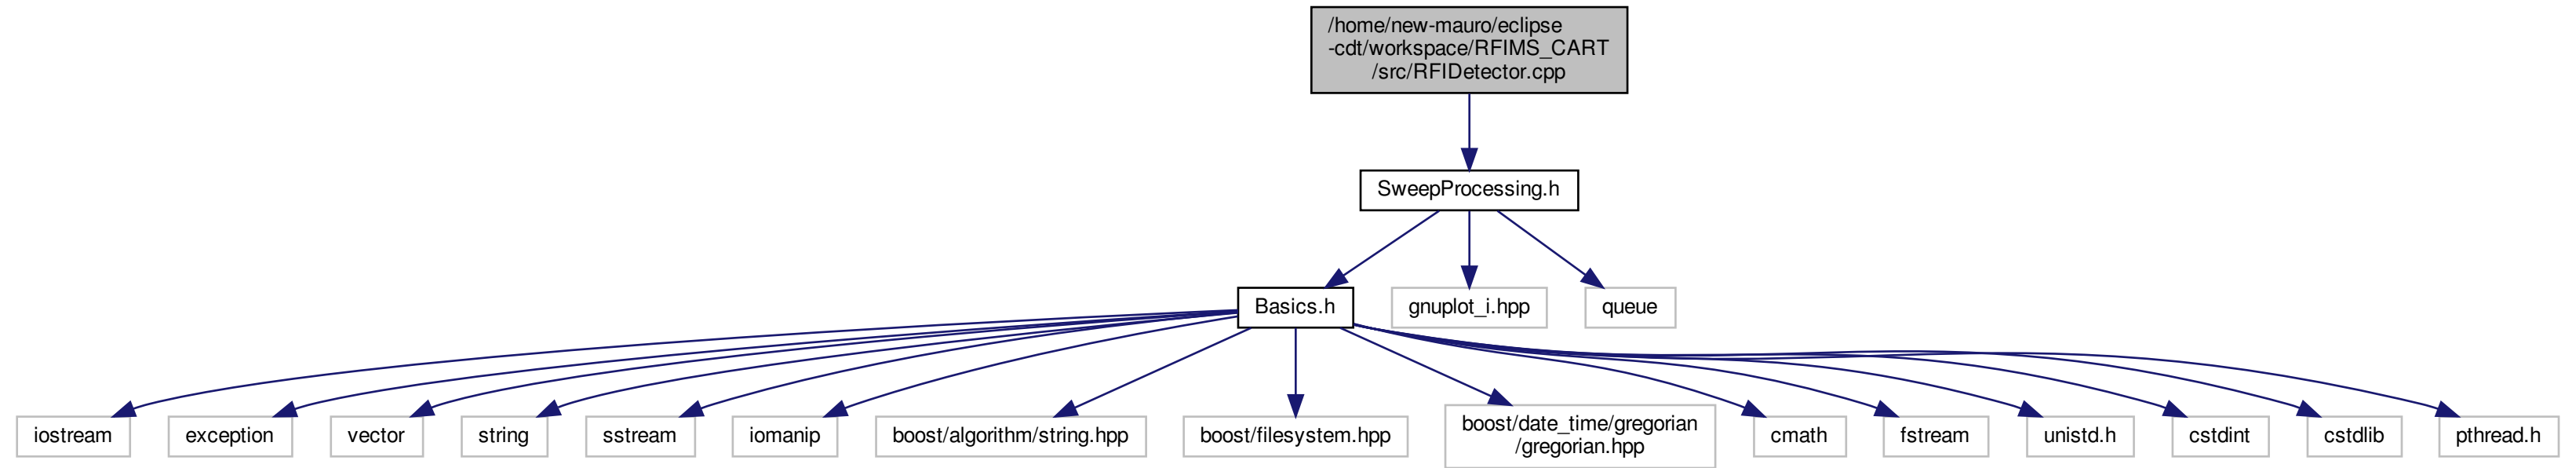 /home/new-mauro/eclipse
-cdt/workspace/RFIMS_CART
/src/RFIDetector.cpp
SweepProcessing.h
Basics.h
gnuplot_i.hpp
queue
iostream
exception
vector
string
sstream
iomanip
boost/algorithm/string.hpp
boost/filesystem.hpp
boost/date_time/gregorian
/gregorian.hpp
cmath
fstream
unistd.h
cstdint
cstdlib
pthread.h